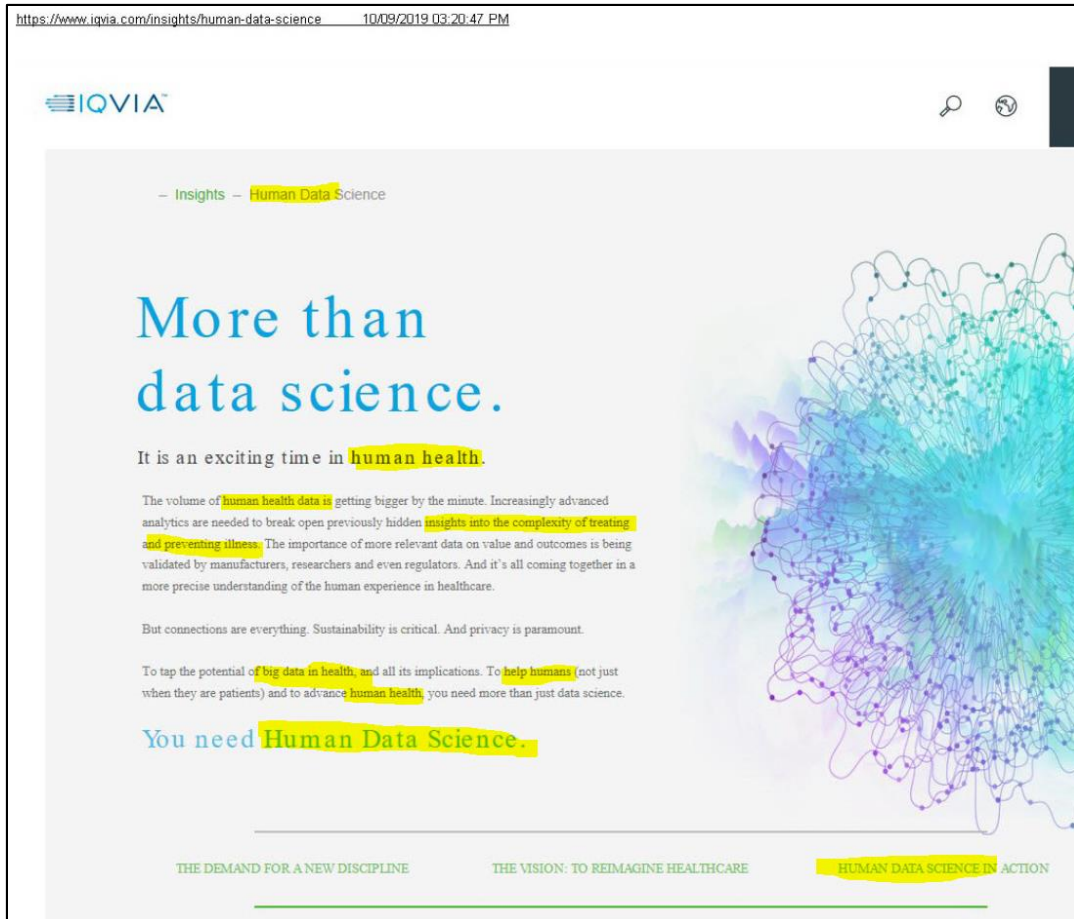 https://www.iqvia.com/insights/human-data-science 10/09/2019 03:20:47 PM
IQVIA™
– Insights – Human Data Science
More than
data science.
It is an exciting time in human health.
The volume of human health data is getting bigger by the minute. Increasingly advanced
analytics are needed to break open previously hidden insights into the complexity of treating
and preventing illness. The importance of more relevant data on value and outcomes is being
validated by manufacturers, researchers and even regulators. And it's all coming together in a
more precise understanding of the human experience in healthcare.
But connections are everything. Sustainability is critical. And privacy is paramount.
To tap the potential of big data in health, and all its implications. To help humans (not just
when they are patients) and to advance human health, you need more than just data science.
You need Human Data Science.
THE DEMAND FOR A NEW DISCIPLINE
THE VISION: TO REIMAGINE HEALTHCARE
HUMAN DATA SCIENCE IN ACTION